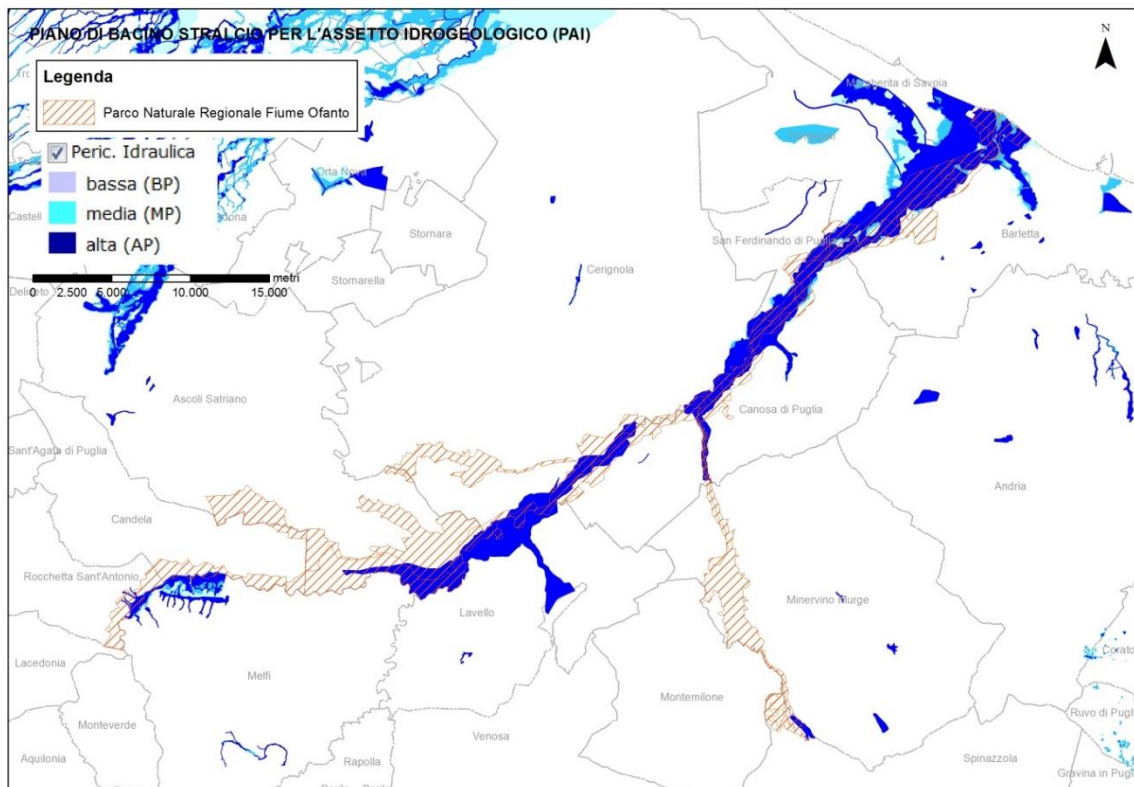 PIANO DI BACINO STRALCIO PER L'ASSETTO IDROGEOLOGICO (PAI)
N
Legenda
Parco Naturale Regionale Fiume Ofanto
Peric. Idraulica
bassa (BP)
media (MP)
alta (AP)
Margherita di Savoia
Orta Nova
Castell
Stornara
San Ferdinando di Puglia
Barletta
Cerignola
Stornarella
metri
0 2.500 5.000 10.000 15.000
Deliceto
Ascoli Satriano
Canosa di Puglia
Sant'Agata di Puglia
Andria
Candela
Rocchetta Sant'Antonio
Minervino Murge
Lavello
Corato
Lacedonia
Melfi
Montemilone
Monteverde
Ruvo di Pugli
Venosa
Aquilonia
Rapolla
Spinazzola
Gravina in Puglia